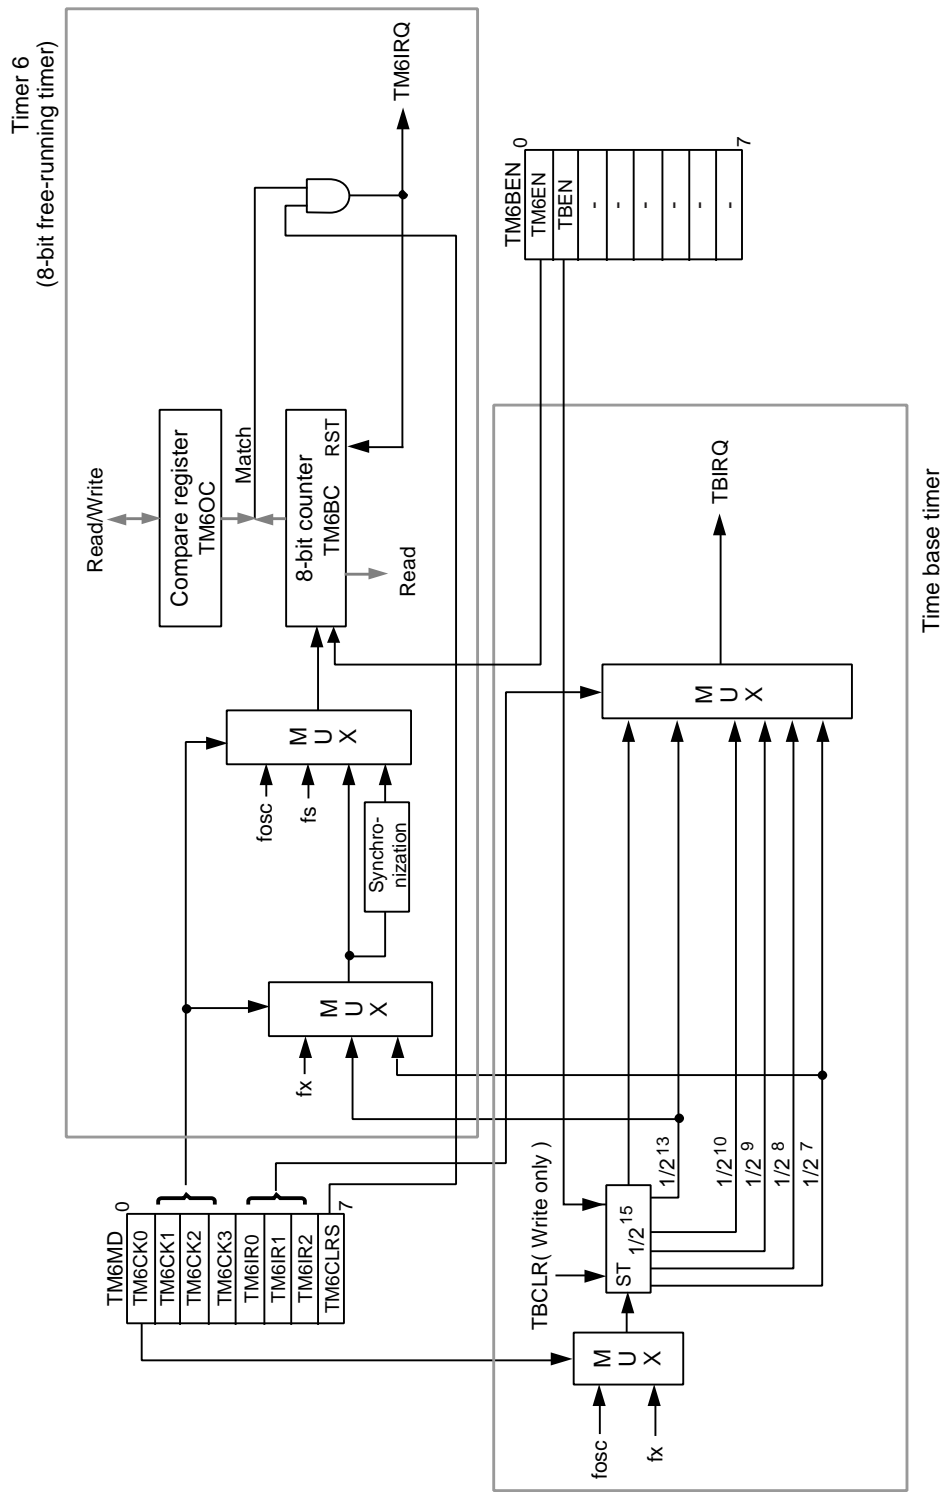 Timer 6
(8-bit free-running timer)
Read/Write
Compare register
TM6OC
Match
8-bit counter
TM6BC
RST
Read
TM6IRQ
fosc
fs
M
U
X
Synchro-
nization
fx
M
U
X
TM6MD
0
TM6CK0
TM6CK1
TM6CK2
TM6CK3
TM6IR0
TM6IR1
TM6IR2
TM6CLRS
7
TM6BEN
0
TM6EN
TBEN
-
-
-
-
-
-
7
TBCLR( Write only )
fosc
fx
M
U
X
ST
1/2 15
1/2 13
1/2 10
1/2 9
1/2 8
1/2 7
M
U
X
TBIRQ
Time base timer